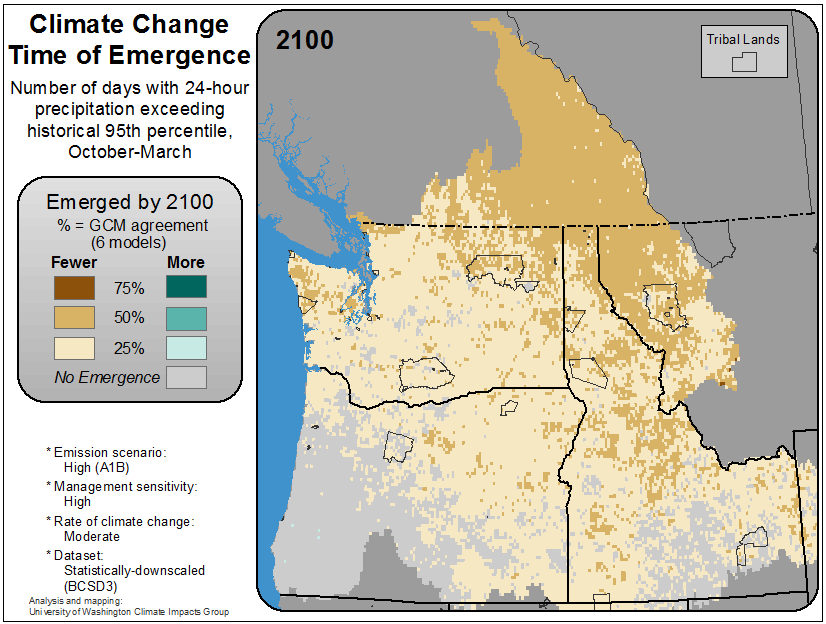 Climate Change
Time of Emergence
Number of days with 24-hour
precipitation exceeding
historical 95th percentile,
October-March
Emerged by 2100
% = GCM agreement
(6 models)
Fewer More
75%
50%
25%
No Emergence
* Emission scenario:
High (A1B)
* Management sensitivity:
High
* Rate of climate change:
Moderate
* Dataset:
Statistically-downscaled
(BCSD3)
Analysis and mapping:
University of Washington Climate Impacts Group
2100
Tribal Lands